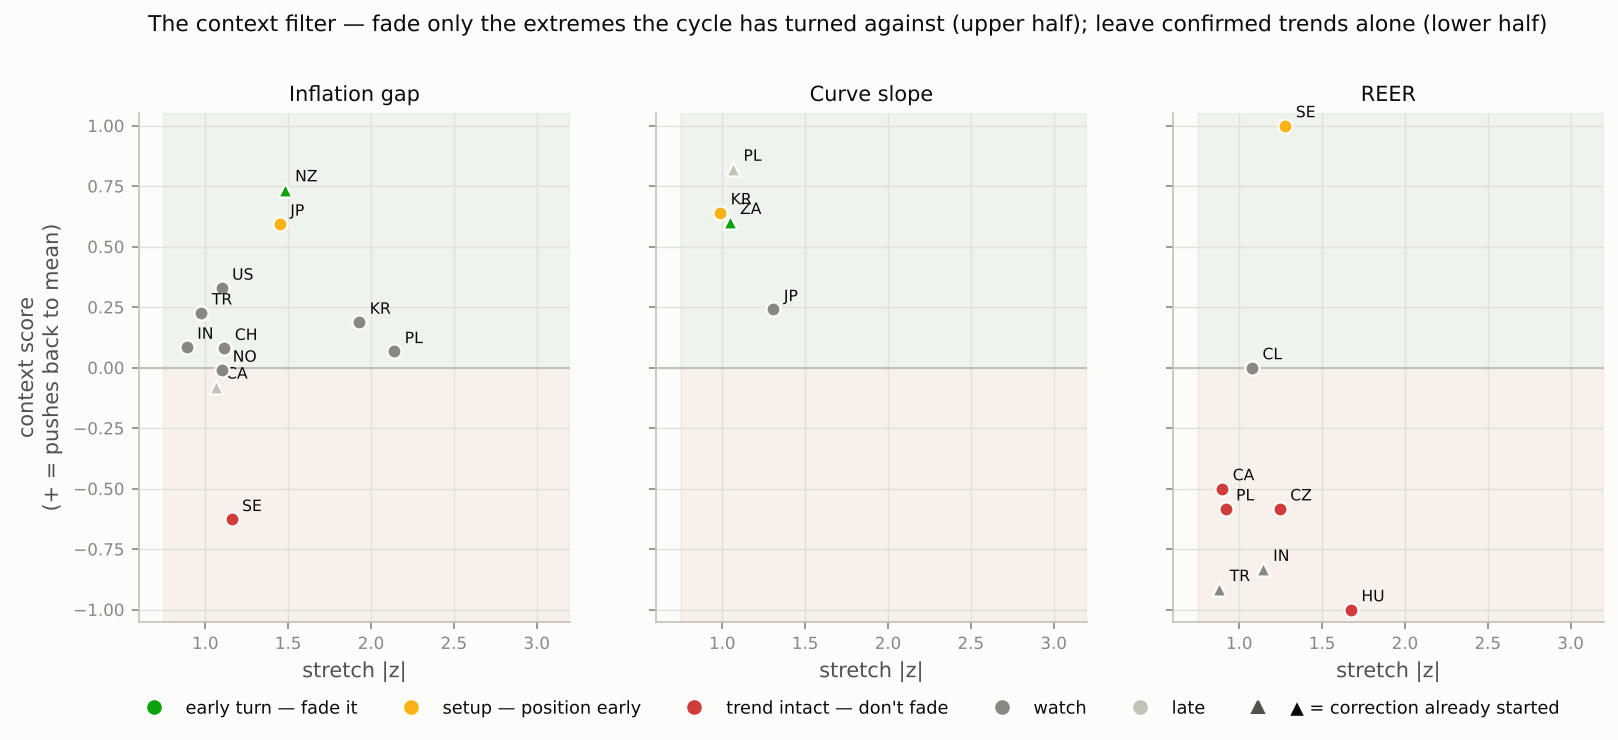 The context filter — fade only the extremes the cycle has turned against (upper half); leave confirmed trends alone (lower half)
Inflation gap
Curve slope
REER
context score
(+ = pushes back to mean)
1.00
0.75
0.50
0.25
0.00
−0.25
−0.50
−0.75
−1.00
NZ
JP
US
TR
KR
IN
CH
PL
NO
CA
SE
PL
KR
ZA
JP
SE
CL
CA
PL
CZ
IN
TR
HU
1.0 1.5 2.0 2.5 3.0
1.0 1.5 2.0 2.5 3.0
1.0 1.5 2.0 2.5 3.0
stretch |z|
stretch |z|
stretch |z|
early turn — fade it
setup — position early
trend intact — don't fade
watch
late
▲ = correction already started